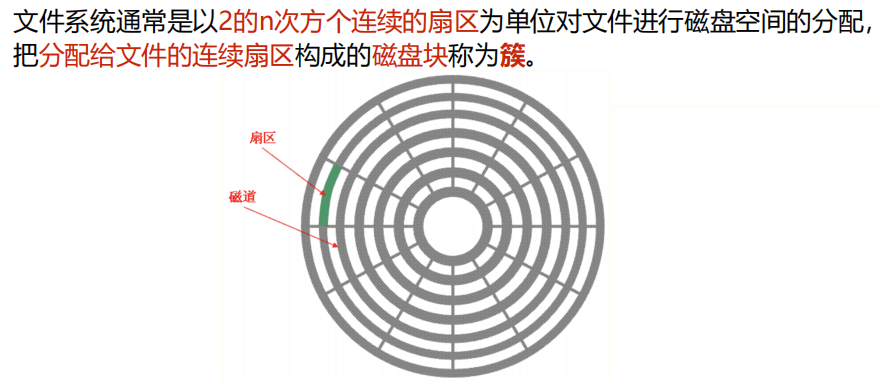 文件系统通常是以2的n次方个连续的扇区为单位对文件进行磁盘空间的分配，
把分配给文件的连续扇区构成的磁盘块称为簇。
扇区
磁道